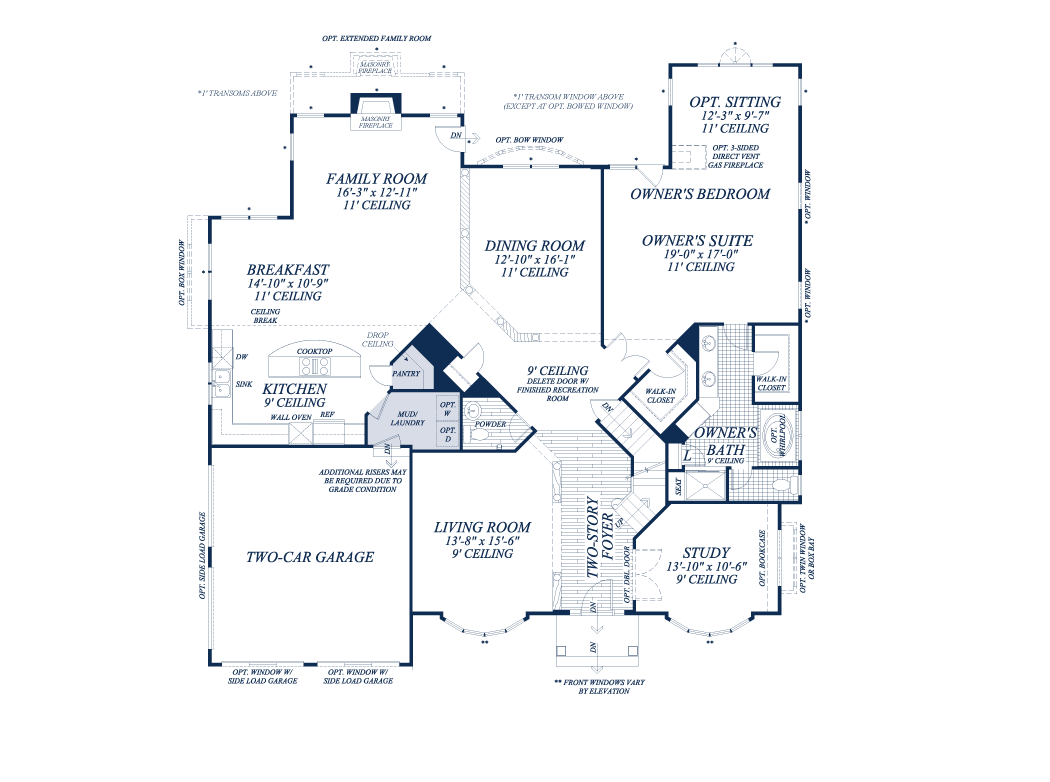 OPT. EXTENDED FAMILY ROOM
*
*
*
MASONRY
FIREPLACE
*1' TRANSOMS ABOVE
*1' TRANSOM WINDOW ABOVE
(EXCEPT AT OPT. BOWED WINDOW)
MASONRY
FIREPLACE
DN
OPT. BOW WINDOW
OPT. SITTING
12'-3" x 9'-7"
11' CEILING
OPT. 3-SIDED
DIRECT VENT
GAS FIREPLACE
FAMILY ROOM
16'-3" x 12'-11"
11' CEILING
OWNER'S BEDROOM
* OPT. WINDOW
DINING ROOM
12'-10" x 16'-1"
11' CEILING
OWNER'S SUITE
19'-0" x 17'-0"
11' CEILING
OPT. BOX WINDOW
BREAKFAST
14'-10" x 10'-9"
11' CEILING
* OPT. WINDOW
CEILING
BREAK
DROP
CEILING
DW
COOKTOP
SINK
KITCHEN
9' CEILING
PANTRY
WALL OVEN
REF
9' CEILING
DELETE DOOR W/
FINISHED RECREATION
ROOM
WALK-IN
CLOSET
WALK-IN
CLOSET
MUD/
LAUNDRY
OPT.
W
OPT.
D
POWDER
DN
OWNER'S
BATH
9' CEILING
L
OPT.
WHIRLPOOL
DN
SEAT
ADDITIONAL RISERS MAY
BE REQUIRED DUE TO
GRADE CONDITION
UP
LIVING ROOM
13'-8" x 15'-6"
9' CEILING
TWO-STORY
FOYER
TWO-CAR GARAGE
OPT. SIDE LOAD GARAGE
OPT. DBL. DOOR
STUDY
13'-10" x 10'-6"
9' CEILING
OPT. BOOKCASE
OPT. TWIN WINDOW
OR BOX BAY
DN
DN
**
**
OPT. WINDOW W/
SIDE LOAD GARAGE
OPT. WINDOW W/
SIDE LOAD GARAGE
** FRONT WINDOWS VARY
BY ELEVATION